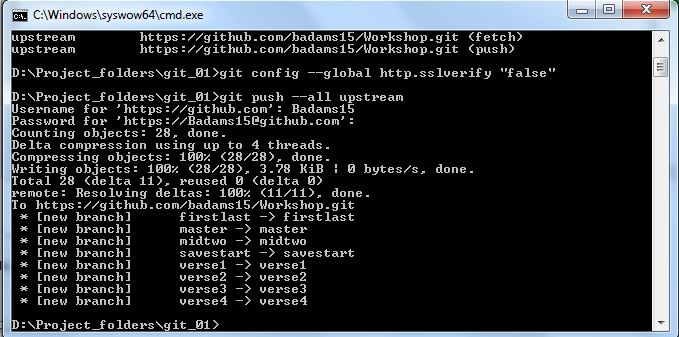 C:\Windows\syswow64\cmd.exe
upstream        https://github.com/badams15/Workshop.git (fetch)
upstream        https://github.com/badams15/Workshop.git (push)
D:\Project_folders\git_01>git config --global http.sslverify "false"
D:\Project_folders\git_01>git push --all upstream
Username for 'https://github.com': Badams15
Password for 'https://Badams15@github.com':
Counting objects: 28, done.
Delta compression using up to 4 threads.
Compressing objects: 100% (28/28), done.
Writing objects: 100% (28/28), 3.78 KiB | 0 bytes/s, done.
Total 28 (delta 11), reused 0 (delta 0)
remote: Resolving deltas: 100% (11/11), done.
To https://github.com/badams15/Workshop.git
 * [new branch]      firstlast -> firstlast
 * [new branch]      master -> master
 * [new branch]      midtwo -> midtwo
 * [new branch]      savestart -> savestart
 * [new branch]      verse1 -> verse1
 * [new branch]      verse2 -> verse2
 * [new branch]      verse3 -> verse3
 * [new branch]      verse4 -> verse4
D:\Project_folders\git_01>